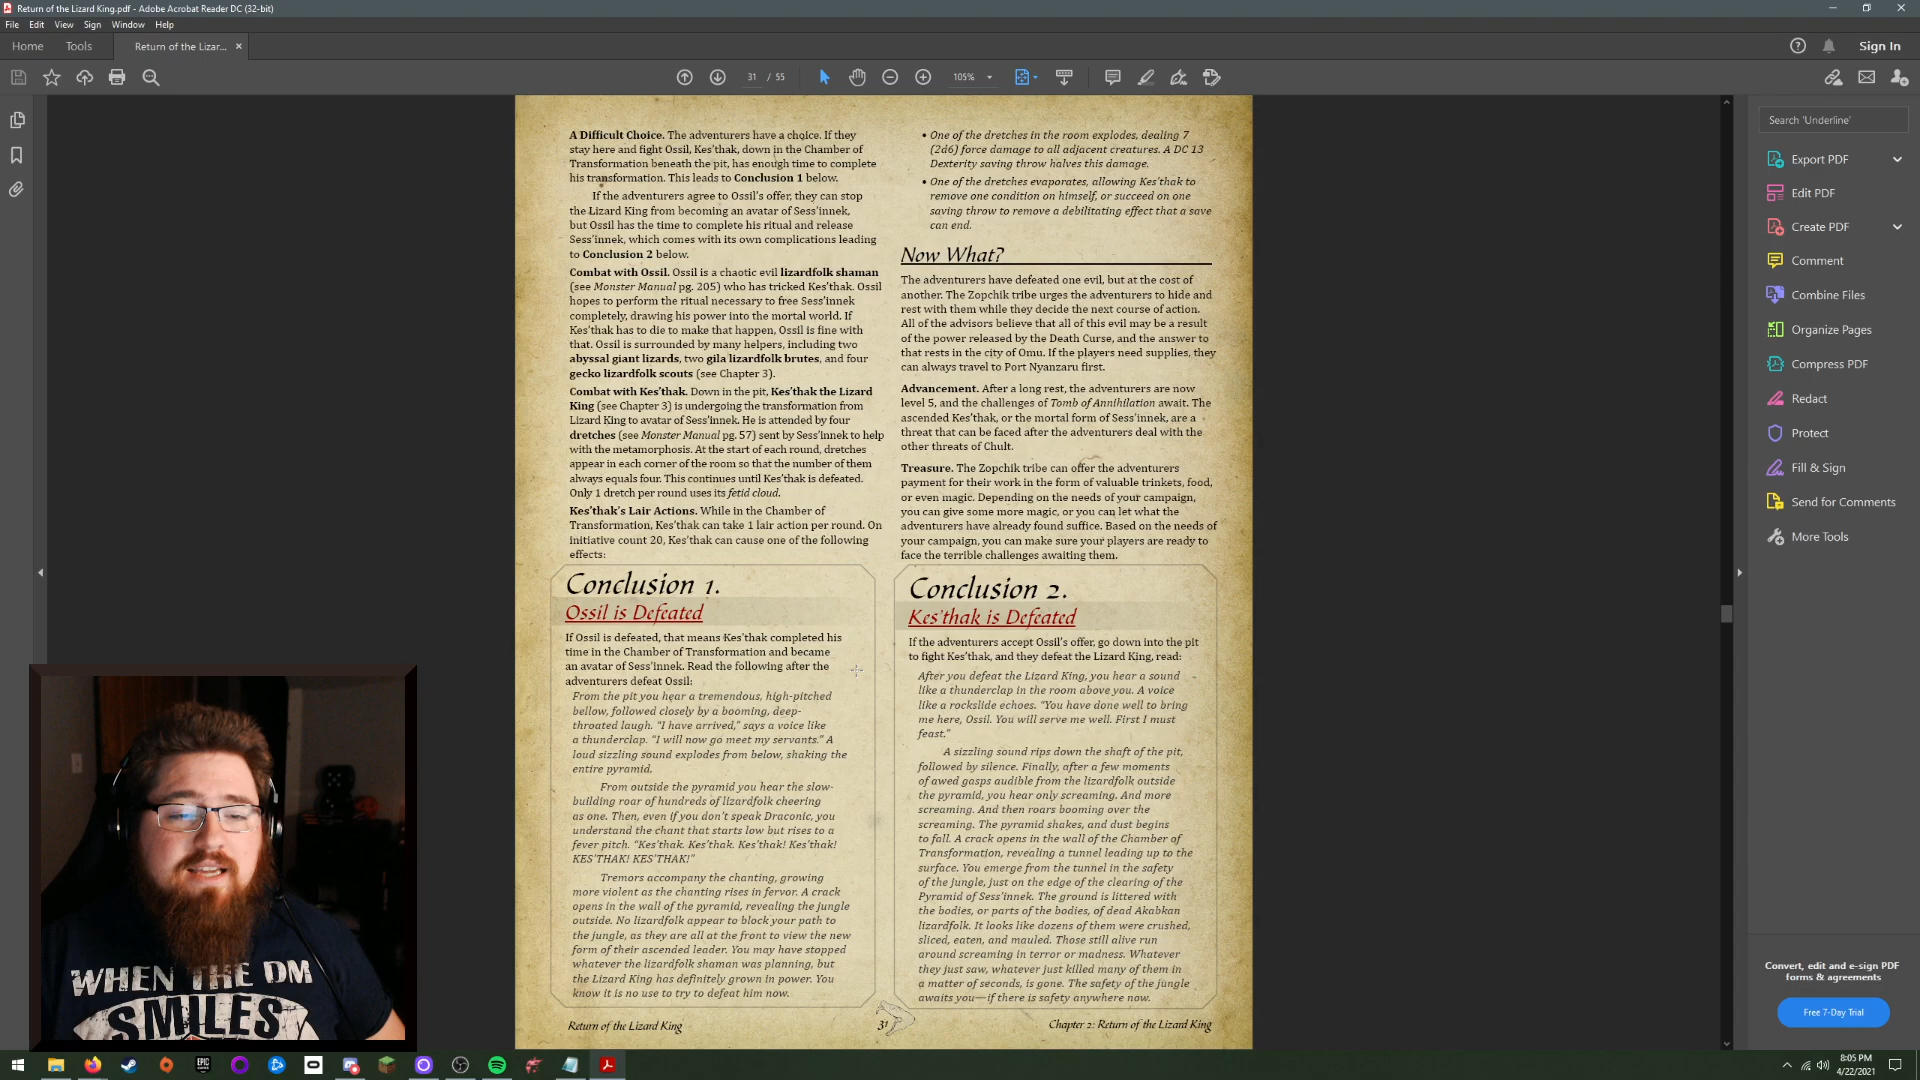 Return of the Lizard King.pdf - Adobe Acrobat Reader DC (32-bit)
File Edit View Sign Window Help
Home Tools Return of the Lizar... ×
Sign In
31 / 55
105%
A Difficult Choice. The adventurers have a choice. If they
stay here and fight Ossil, Kes'thak, down in the Chamber of
Transformation beneath the pit, has enough time to complete
his transformation. This leads to Conclusion 1 below.
If the adventurers agree to Ossil's offer, they can stop
the Lizard King from becoming an avatar of Sess'innek,
but Ossil has the time to complete his ritual and release
Sess'innek, which comes with its own complications leading
to Conclusion 2 below.
Combat with Ossil. Ossil is a chaotic evil lizardfolk shaman
(see Monster Manual pg. 205) who has tricked Kes'thak. Ossil
hopes to perform the ritual necessary to free Sess'innek
completely, drawing his power into the mortal world. If
Kes'thak has to die to make that happen, Ossil is fine with
that. Ossil is surrounded by many helpers, including two
abyssal giant lizards, two gila lizardfolk brutes, and four
gecko lizardfolk scouts (see Chapter 3).
Combat with Kes'thak. Down in the pit, Kes'thak the Lizard
King (see Chapter 3) is undergoing the transformation from
Lizard King to avatar of Sess'innek. He is attended by four
dretches (see Monster Manual pg. 57) sent by Sess'innek to help
with the metamorphosis. At the start of each round, dretches
appear in each corner of the room so that the number of them
always equals four. This continues until Kes'thak is defeated.
Only 1 dretch per round uses its fetid cloud.
Kes'thak's Lair Actions. While in the Chamber of
Transformation, Kes'thak can take 1 lair action per round. On
initiative count 20, Kes'thak can cause one of the following
effects:
• One of the dretches in the room explodes, dealing 7
(2d6) force damage to all adjacent creatures. A DC 13
Dexterity saving throw halves this damage.
• One of the dretches evaporates, allowing Kes'thak to
remove one condition on himself, or succeed on one
saving throw to remove a debilitating effect that a save
can end.
Now What?
The adventurers have defeated one evil, but at the cost of
another. The Zopchik tribe urges the adventurers to hide and
rest with them while they decide the next course of action.
All of the advisors believe that all of this evil may be a result
of the power released by the Death Curse, and the answer to
that rests in the city of Omu. If the players need supplies, they
can always travel to Port Nyanzaru first.
Advancement. After a long rest, the adventurers are now
level 5, and the challenges of Tomb of Annihilation await. The
ascended Kes'thak, or the mortal form of Sess'innek, are a
threat that can be faced after the adventurers deal with the
other threats of Chult.
Treasure. The Zopchik tribe can offer the adventurers
payment for their work in the form of valuable trinkets, food,
or even magic. Depending on the needs of your campaign,
you can give some more magic, or you can let what the
adventurers have already found suffice. Based on the needs of
your campaign, you can make sure your players are ready to
face the terrible challenges awaiting them.
Conclusion 1.
Ossil is Defeated
If Ossil is defeated, that means Kes'thak completed his
time in the Chamber of Transformation and became
an avatar of Sess'innek. Read the following after the
adventurers defeat Ossil:
From the pit you hear a tremendous, high-pitched
bellow, followed closely by a booming, deep-
throated laugh. "I have arrived," says a voice like
a thunderclap. "I will now go meet my servants." A
loud sizzling sound explodes from below, shaking the
entire pyramid.
From outside the pyramid you hear the slow-
building roar of hundreds of lizardfolk cheering
as one. Then, even if you don't speak Draconic, you
understand the chant that starts low but rises to a
fever pitch. "Kes'thak. Kes'thak. Kes'thak! Kes'thak!
KES'THAK! KES'THAK!"
Tremors accompany the chanting, growing
more violent as the chanting rises in fervor. A crack
opens in the wall of the pyramid, revealing the jungle
outside. No lizardfolk appear to block your path to
the jungle, as they are all at the front to view the new
form of their ascended leader. You may have stopped
whatever the lizardfolk shaman was planning, but
the Lizard King has definitely grown in power. You
know it is no use to try to defeat him now.
Conclusion 2.
Kes'thak is Defeated
If the adventurers accept Ossil's offer, go down into the pit
to fight Kes'thak, and they defeat the Lizard King, read:
After you defeat the Lizard King, you hear a sound
like a thunderclap in the room above you. A voice
like a rockslide echoes. "You have done well to bring
me here, Ossil. You will serve me well. First I must
feast."
A sizzling sound rips down the shaft of the pit,
followed by silence. Finally, after a few moments
of awed gasps audible from the lizardfolk outside
the pyramid, you hear only screaming. And more
screaming. And then roars booming over the
screaming. The pyramid shakes, and dust begins
to fall. A crack opens in the wall of the Chamber of
Transformation, revealing a tunnel leading up to the
surface. You emerge from the tunnel in the safety
of the jungle, just on the edge of the clearing of the
Pyramid of Sess'innek. The ground is littered with
the bodies, or parts of the bodies, of dead Akabkan
lizardfolk. It looks like dozens of them were crushed,
sliced, eaten, and mauled. Those still alive run
around screaming in terror or madness. Whatever
they just saw, whatever just killed many of them in
a matter of seconds, is gone. The safety of the jungle
awaits you—if there is safety anywhere now.
Return of the Lizard King
31
Chapter 2: Return of the Lizard King
Search 'Underline'
Export PDF
Edit PDF
Create PDF
Comment
Combine Files
Organize Pages
Compress PDF
Redact
Protect
Fill & Sign
Send for Comments
More Tools
Convert, edit and e-sign PDF
forms & agreements
Free 7-Day Trial
WHEN THE DM
SMILES
EPIC
8:05 PM
4/22/2021